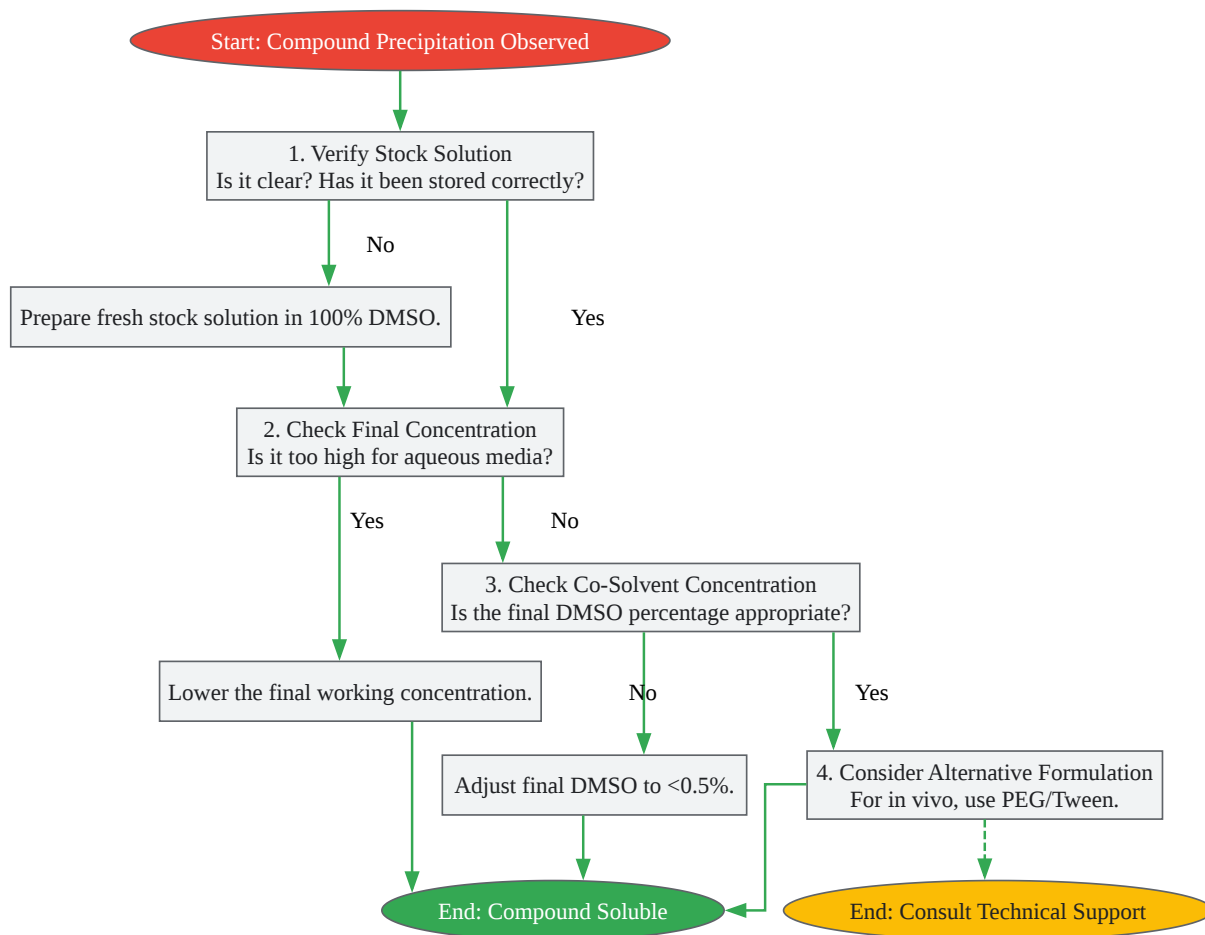 Start: Compound Precipitation Observed
1. Verify Stock Solution
Is it clear? Has it been stored correctly?
No
Prepare fresh stock solution in 100% DMSO.
Yes
2. Check Final Concentration
Is it too high for aqueous media?
Yes
No
3. Check Co-Solvent Concentration
Is the final DMSO percentage appropriate?
Lower the final working concentration.
No
Yes
Adjust final DMSO to <0.5%.
4. Consider Alternative Formulation
For in vivo, use PEG/Tween.
End: Compound Soluble
End: Consult Technical Support